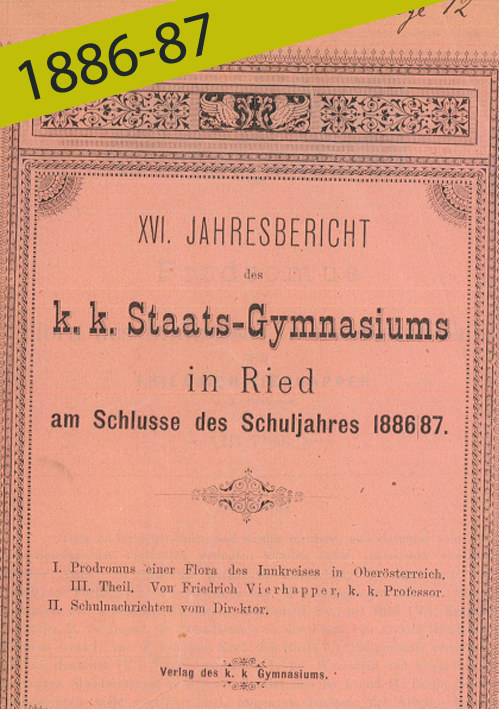 1886-87
12
XVI. JAHRESBERICHT
des
k. k. Staats-Gymnasiums
in Ried
am Schlusse des Schuljahres 1886|87.
I. Prodromus einer Flora des Innkreises in Oberösterreich.
III. Theil. Von Friedrich Vierhapper, k. k. Professor.
II. Schulnachrichten vom Direktor.
Verlag des k. k Gymnasiums.